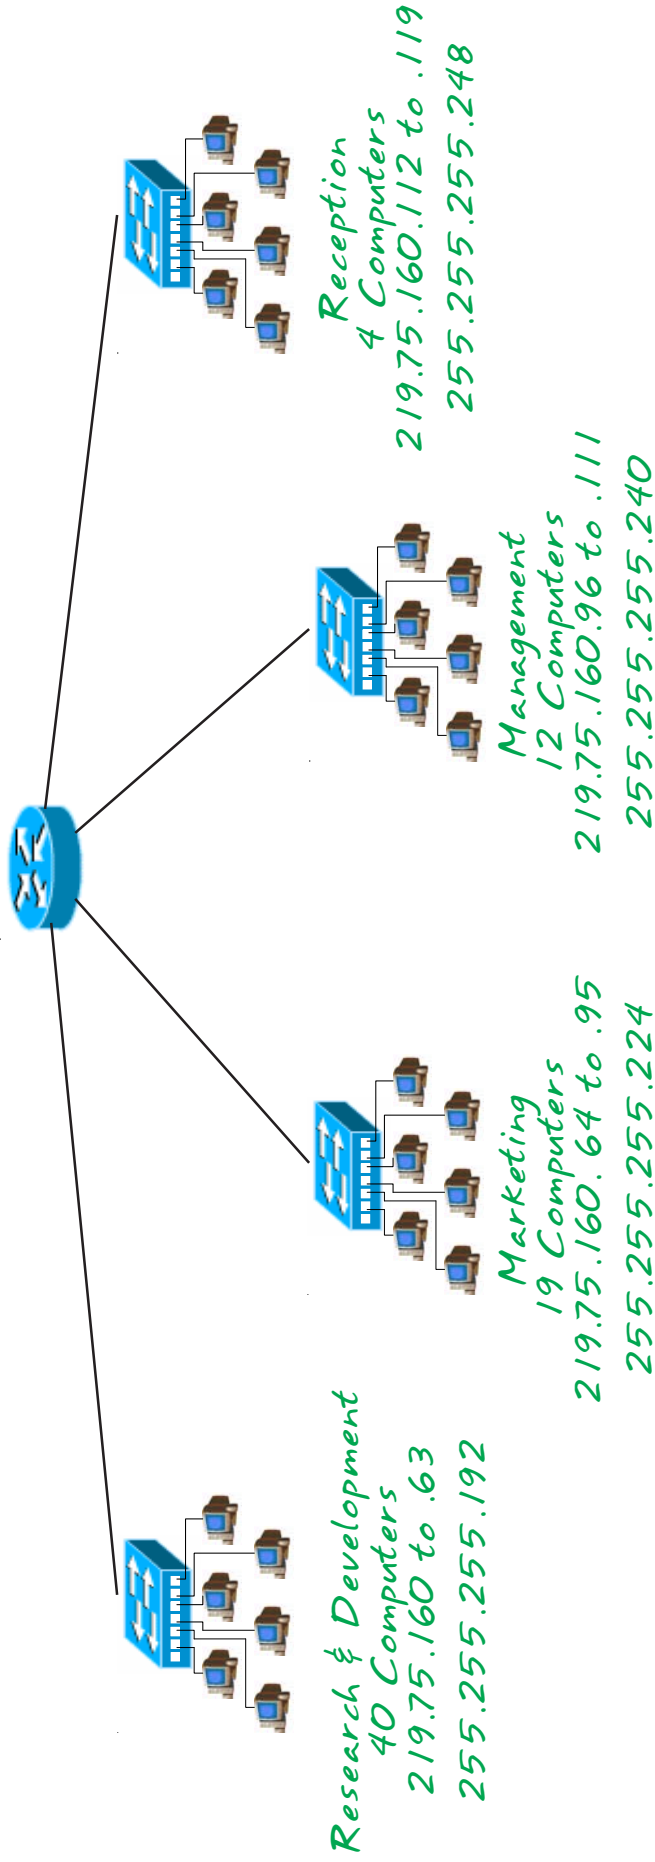 Research & Development
40 Computers
219.75.160 to .63
255.255.255.192
Marketing
19 Computers
219.75.160.64 to .95
255.255.255.224
Management
12 Computers
219.75.160.96 to .111
255.255.255.240
Reception
4 Computers
219.75.160.112 to .119
255.255.255.248